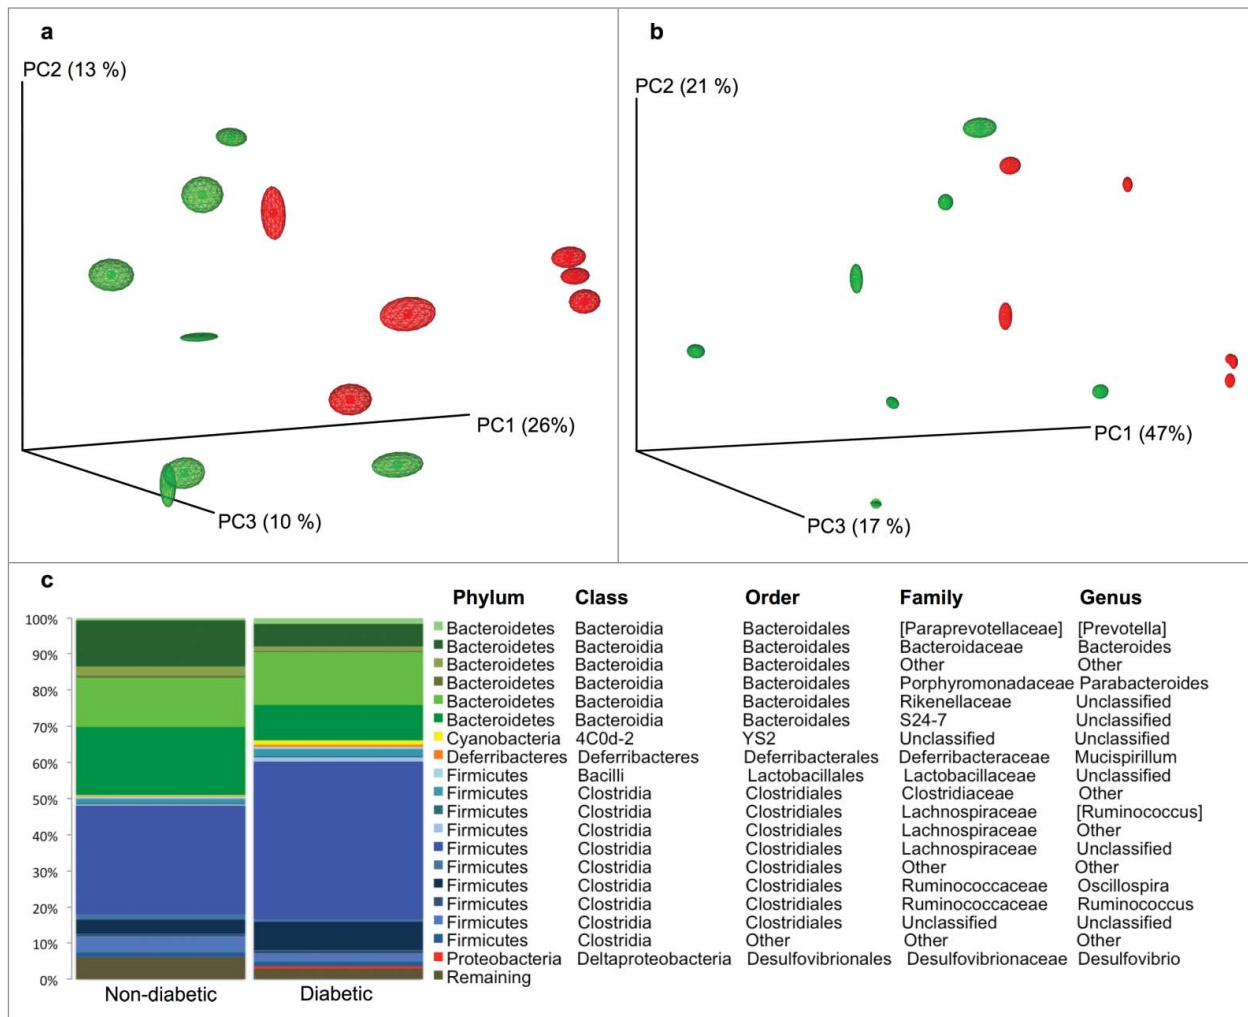 a
PC2 (13 %)
PC1 (26%)
PC3 (10 %)
b
PC2 (21 %)
PC1 (47%)
PC3 (17 %)
c
100%
90%
80%
70%
60%
50%
40%
30%
20%
10%
0%
Non-diabetic Diabetic
Phylum Class Order Family Genus
Bacteroidetes Bacteroidia Bacteroidales [Paraprevotellaceae] [Prevotella]
Bacteroidetes Bacteroidia Bacteroidales Bacteroidaceae Bacteroides
Bacteroidetes Bacteroidia Bacteroidales Other Other
Bacteroidetes Bacteroidia Bacteroidales Porphyromonadaceae Parabacteroides
Bacteroidetes Bacteroidia Bacteroidales Rikenellaceae Unclassified
Bacteroidetes Bacteroidia Bacteroidales S24-7 Unclassified
Cyanobacteria 4C0d-2 YS2 Unclassified Unclassified
Deferribacteres Deferribacteres Deferribacterales Deferribacteraceae Mucispirillum
Firmicutes Bacilli Lactobacillales Lactobacillaceae Unclassified
Firmicutes Clostridia Clostridiales Clostridiaceae Other
Firmicutes Clostridia Clostridiales Lachnospiraceae [Ruminococcus]
Firmicutes Clostridia Clostridiales Lachnospiraceae Other
Firmicutes Clostridia Clostridiales Lachnospiraceae Unclassified
Firmicutes Clostridia Clostridiales Other Other
Firmicutes Clostridia Clostridiales Ruminococcaceae Oscillospira
Firmicutes Clostridia Clostridiales Ruminococcaceae Ruminococcus
Firmicutes Clostridia Clostridiales Unclassified Unclassified
Firmicutes Clostridia Other Other Other
Proteobacteria Deltaproteobacteria Desulfovibrionales Desulfovibrionaceae Desulfovibrio
Remaining